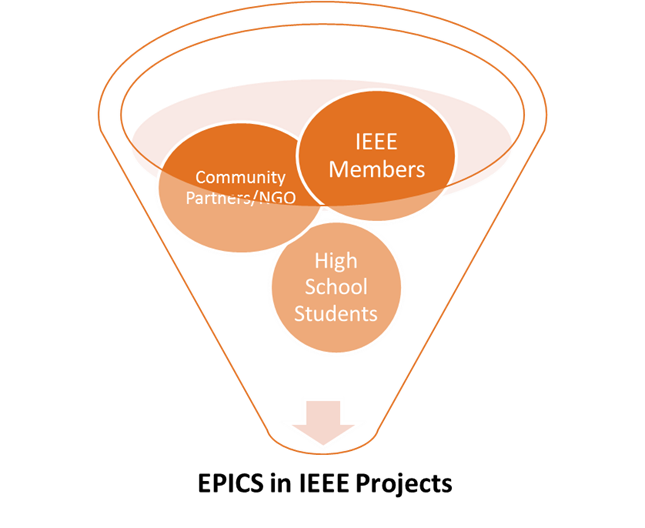 IEEE
Members
Community
Partners/NGO
High
School
Students
EPICS in IEEE Projects